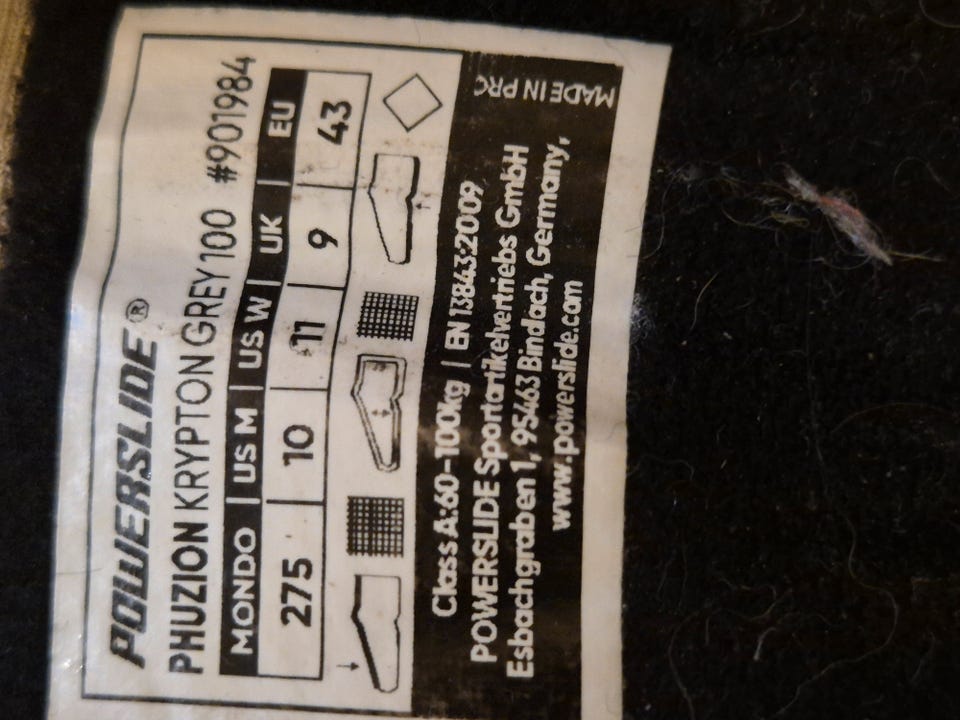 POWERSLIDE®
PHUZION KRYPTON GREY 100 #901984
MONDO | US M | US W | UK | EU
275 | 10 | 11 | 9 | 43
Class A:60-100kg | EN 13843:2009
POWERSLIDE Sportartikelvertriebs GmbH
Esbachgraben 1, 95463 Bindlach, Germany,
www.powerslide.com
MADE IN PRC